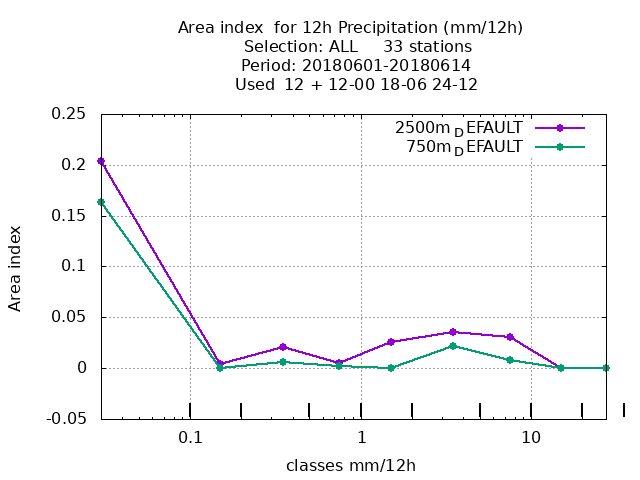 Area index  for 12h Precipitation (mm/12h)
Selection: ALL     33 stations
Period: 20180601-20180614
Used  12 + 12-00 18-06 24-12
0.25
0.2
0.15
0.1
0.05
0
-0.05
Area index
2500m_DEFAULT
750m_DEFAULT
0.1 1 10
classes mm/12h